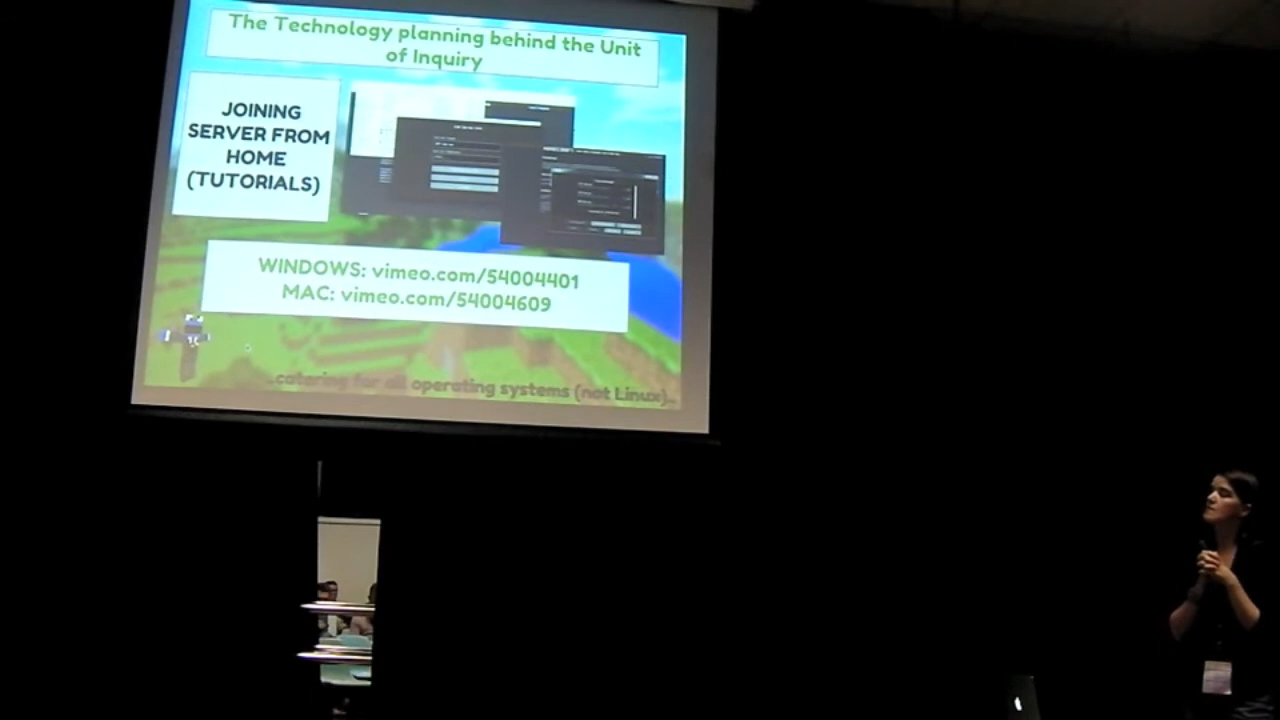 The Technology planning behind the Unit
of Inquiry
JOINING
SERVER FROM
HOME
(TUTORIALS)
WINDOWS: vimeo.com/54004401
MAC: vimeo.com/54004609
..catering for all operating systems (not Linux)..